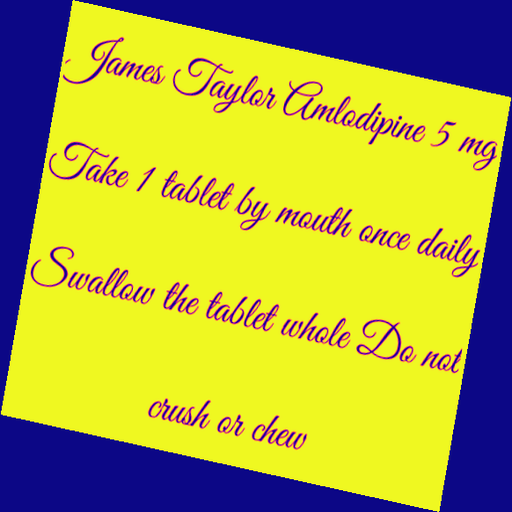 James Taylor Amlodipine 5 mg
Take 1 tablet by mouth once daily
Swallow the tablet whole Do not
crush or chew